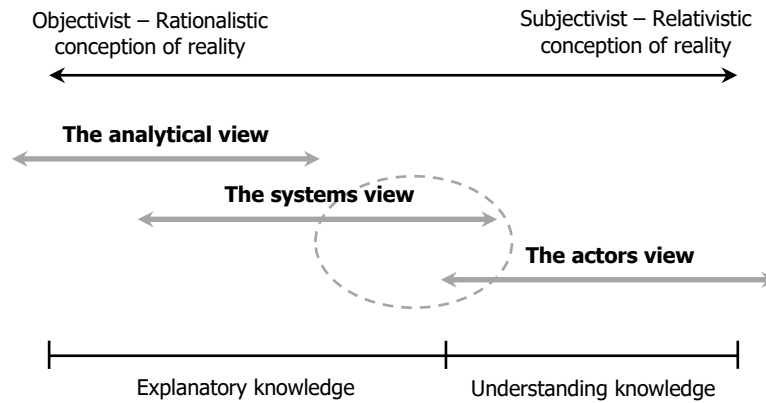 Objectivist – Rationalistic
conception of reality
Subjectivist – Relativistic
conception of reality
The analytical view
The systems view
The actors view
Explanatory knowledge
Understanding knowledge